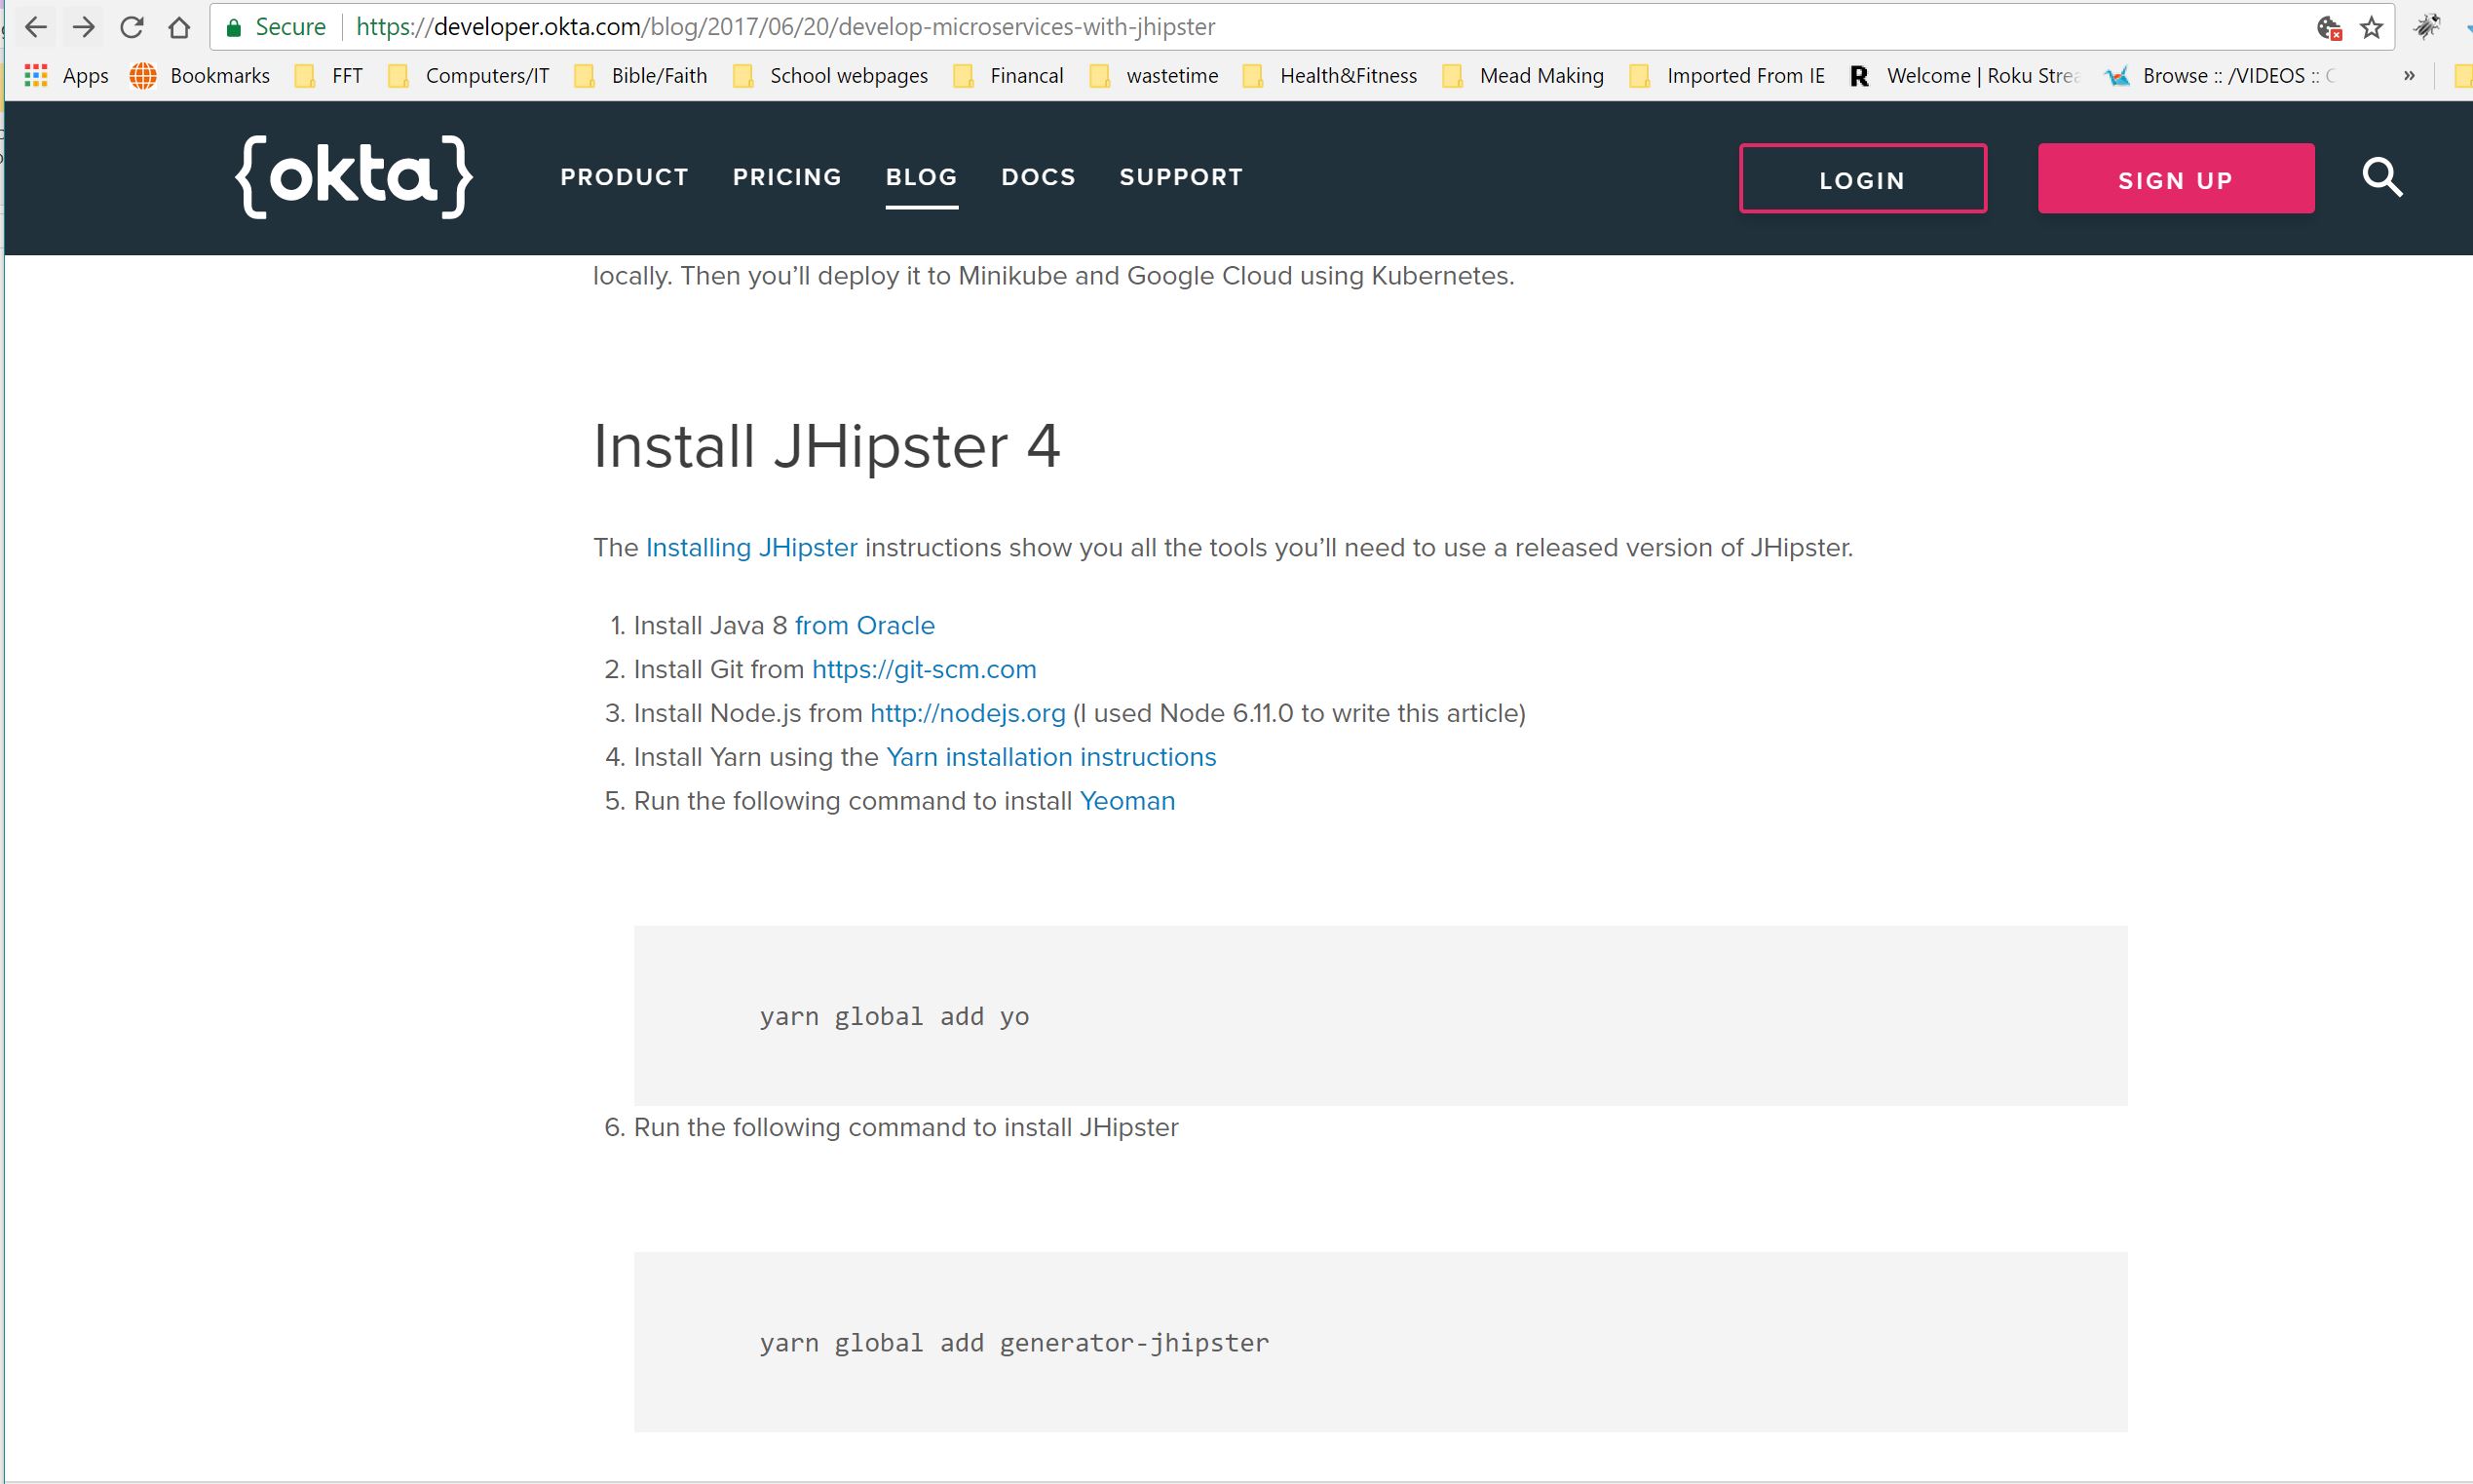 Secure https://developer.okta.com/blog/2017/06/20/develop-microservices-with-jhipster
Apps Bookmarks FFT Computers/IT Bible/Faith School webpages Financal wastetime Health&Fitness Mead Making Imported From IE R Welcome | Roku Strea Browse :: /VIDEOS :: C »
{okta} PRODUCT PRICING BLOG DOCS SUPPORT LOGIN SIGN UP
locally. Then you’ll deploy it to Minikube and Google Cloud using Kubernetes.
Install JHipster 4
The Installing JHipster instructions show you all the tools you’ll need to use a released version of JHipster.
1. Install Java 8 from Oracle
2. Install Git from https://git-scm.com
3. Install Node.js from http://nodejs.org (I used Node 6.11.0 to write this article)
4. Install Yarn using the Yarn installation instructions
5. Run the following command to install Yeoman
yarn global add yo
6. Run the following command to install JHipster
yarn global add generator-jhipster